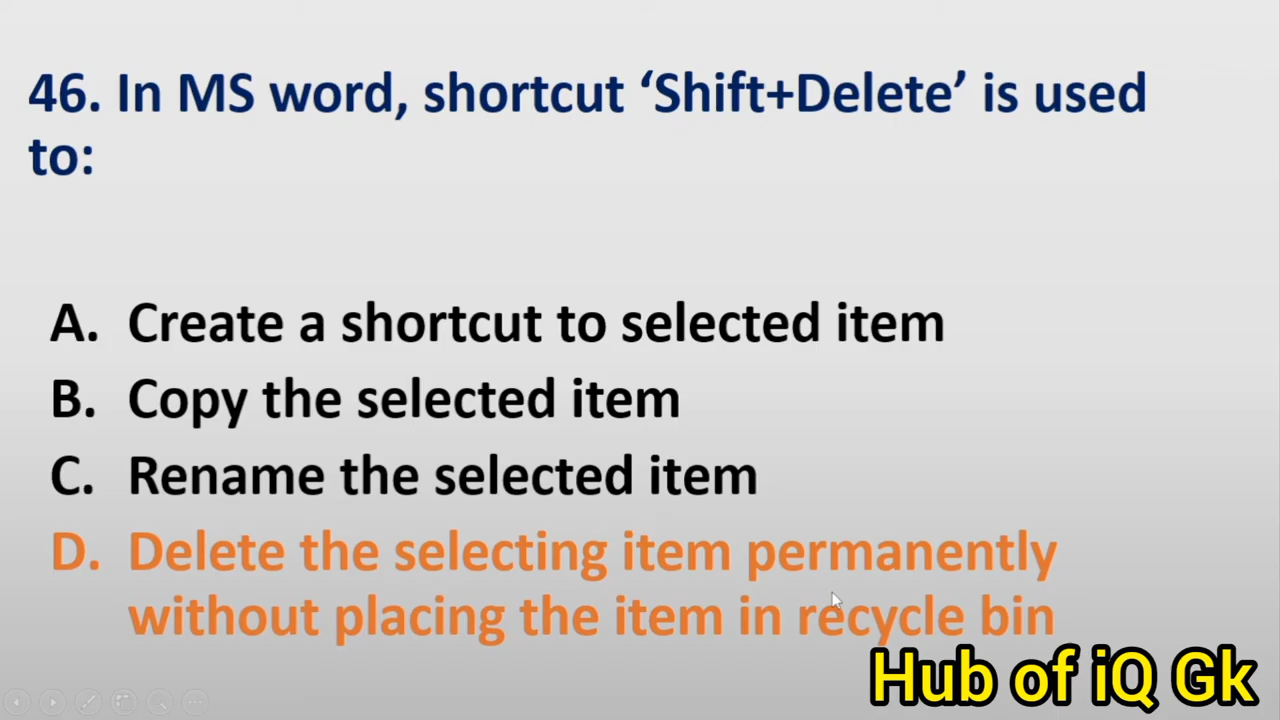 46. In MS word, shortcut ‘Shift+Delete’ is used
to:
A. Create a shortcut to selected item
B. Copy the selected item
C. Rename the selected item
D. Delete the selecting item permanently
without placing the item in recycle bin
Hub of iQ Gk